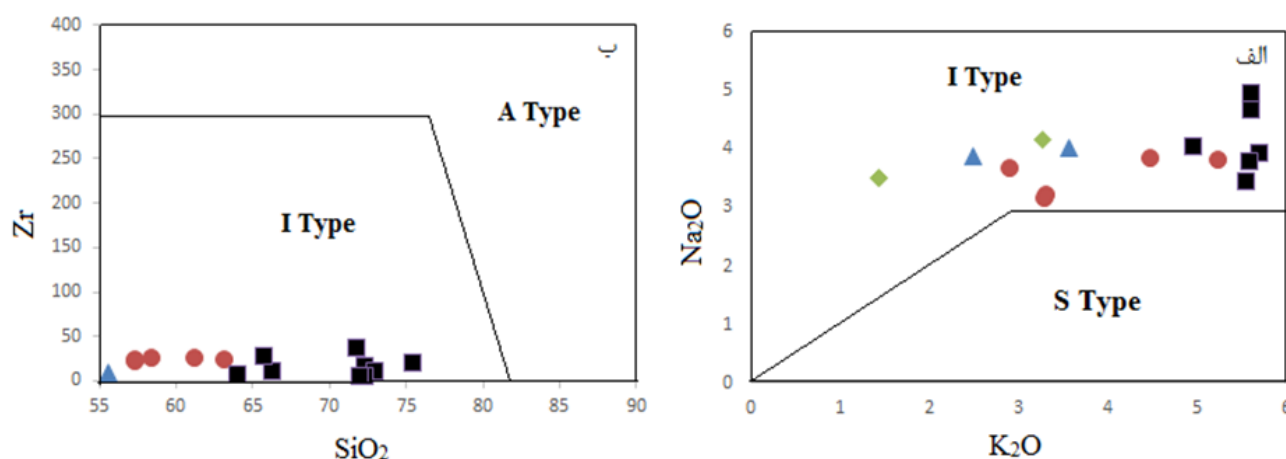 400
350
300
250
200
150
100
50
0
Zr
ب
A Type
I Type
55 60 65 70 75 80 85 90
SiO₂
6
5
4
3
2
1
0
Na₂O
الف
I Type
S Type
0 1 2 3 4 5 6
K₂O